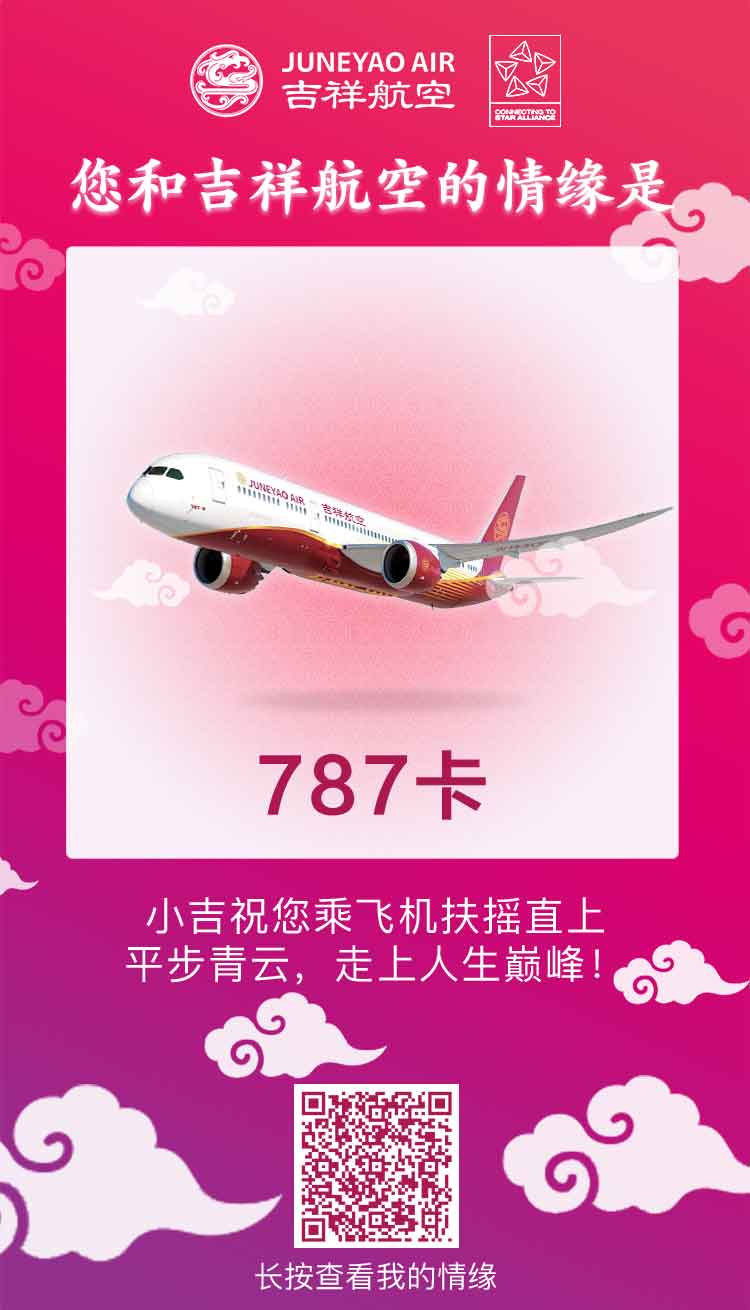 JUNEYAO AIR
吉祥航空
CONNECTING TO
STAR ALLIANCE
您和吉祥航空的情缘是
JUNEYAO AIR 吉祥航空
787卡
小吉祝您乘飞机扶摇直上
平步青云，走上人生巅峰！
长按查看我的情缘